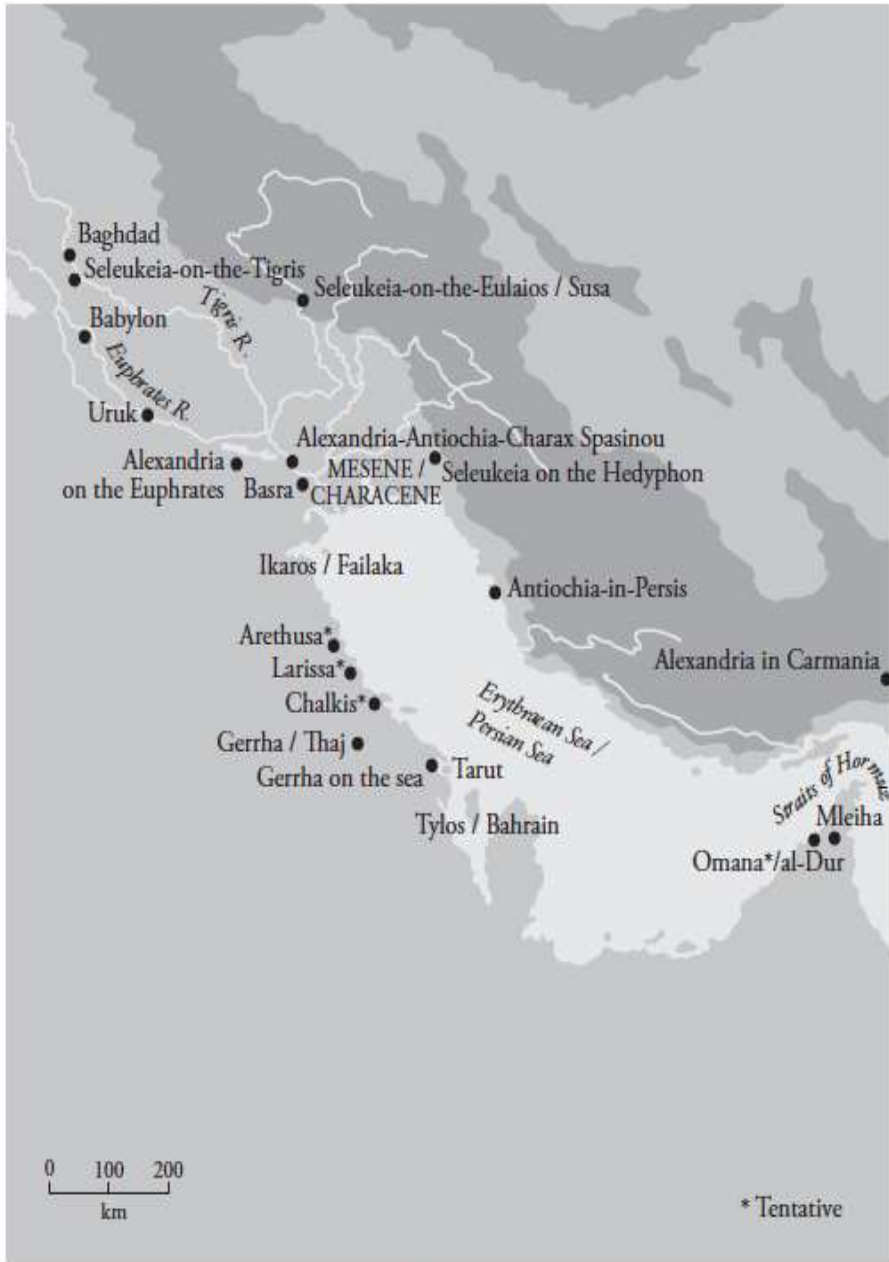 Baghdad
Seleukeia-on-the-Tigris
Tigris R.
Seleukeia-on-the-Eulaios / Susa
Babylon
Euphrates R.
Uruk
Alexandria-Antiochia-Charax Spasinou
Alexandria
on the Euphrates
MESENE /
CHARACENE
Seleukeia on the Hedyphon
Basra
Ikaros / Failaka
Antiochia-in-Persis
Arethusa*
Larissa*
Alexandria in Carmania
Chalkis*
Erythraean Sea /
Persian Sea
Gerrha / Thaj
Gerrha on the sea
Tarut
Straits of Hormuz
Mleiha
Tylos / Bahrain
Omana*/al-Dur
0 100 200
km
* Tentative